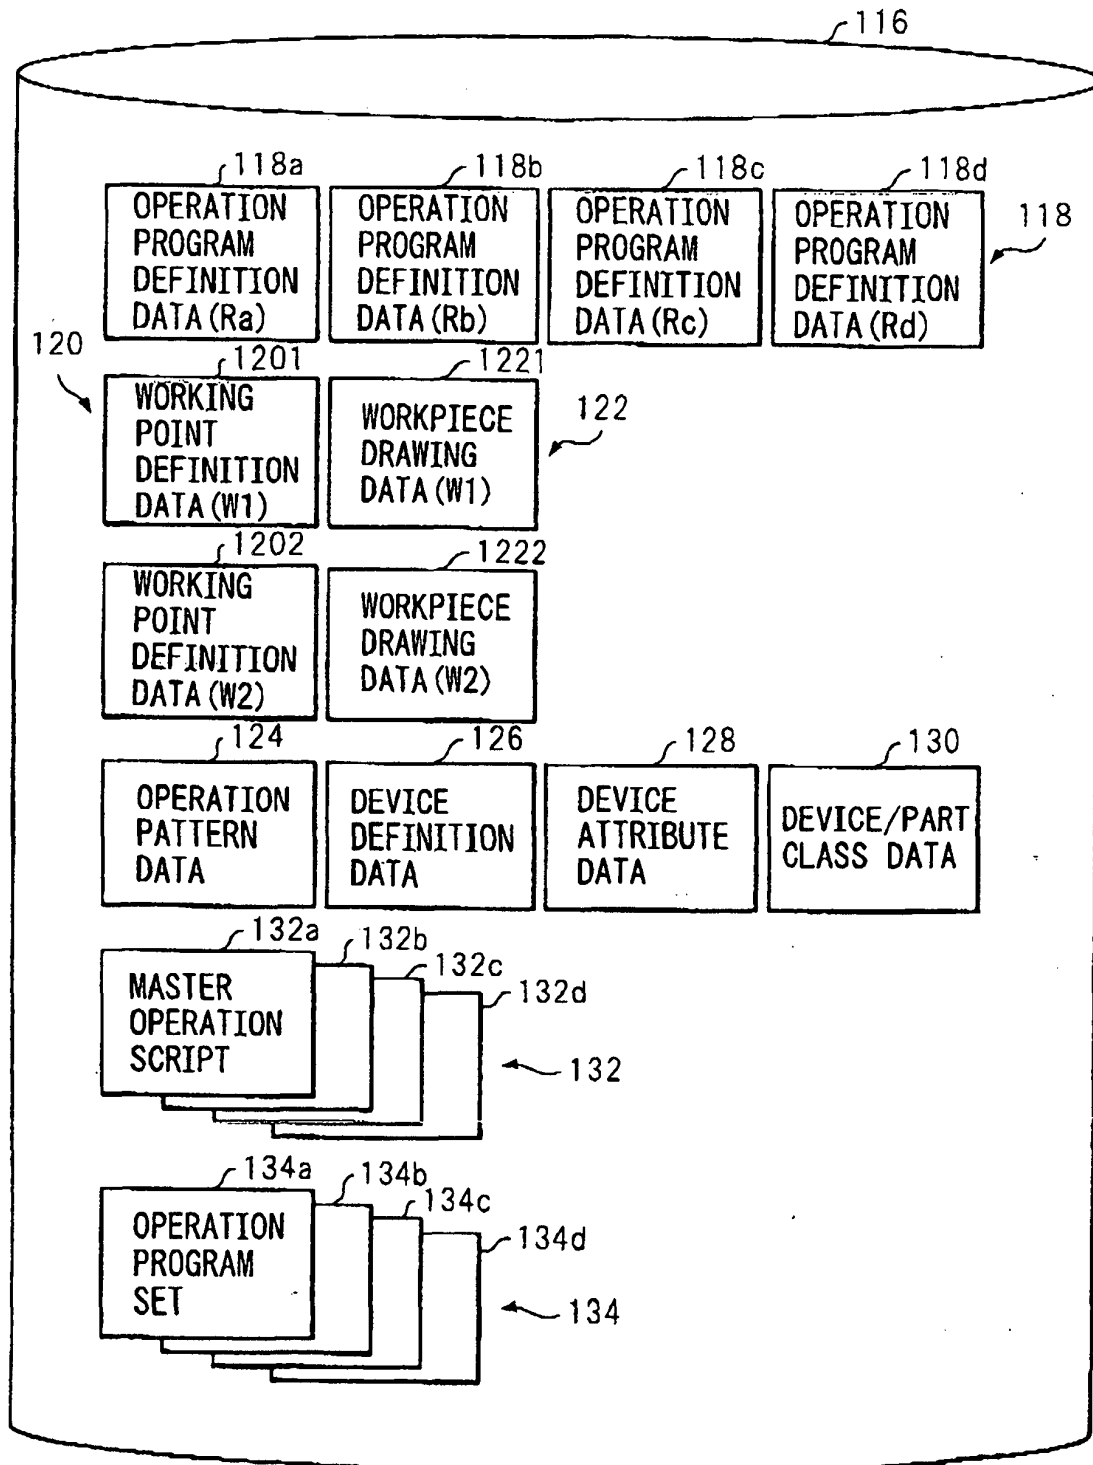 116
118a
118b
118c
118d
OPERATION
PROGRAM
DEFINITION
DATA(Ra)
OPERATION
PROGRAM
DEFINITION
DATA(Rb)
OPERATION
PROGRAM
DEFINITION
DATA(Rc)
OPERATION
PROGRAM
DEFINITION
DATA(Rd)
118
120
1201
1221
WORKING
POINT
DEFINITION
DATA(W1)
WORKPIECE
DRAWING
DATA(W1)
122
1202
1222
WORKING
POINT
DEFINITION
DATA(W2)
WORKPIECE
DRAWING
DATA(W2)
124
126
128
130
OPERATION
PATTERN
DATA
DEVICE
DEFINITION
DATA
DEVICE
ATTRIBUTE
DATA
DEVICE/PART
CLASS DATA
132a
132b
132c
132d
MASTER
OPERATION
SCRIPT
132
134a
134b
134c
134d
OPERATION
PROGRAM
SET
134